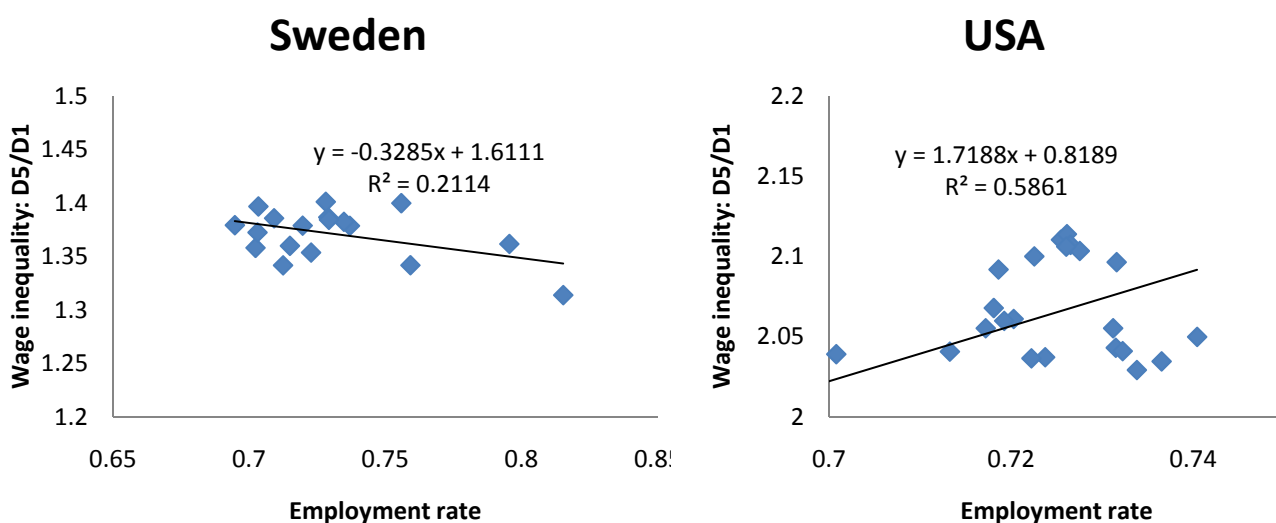 Sweden
Wage inequality: D5/D1
1.5
1.45
1.4
1.35
1.3
1.25
1.2
y = -0.3285x + 1.6111
R² = 0.2114
0.65 0.7 0.75 0.8 0.85
Employment rate
USA
Wage inequality: D5/D1
2.2
2.15
2.1
2.05
2
y = 1.7188x + 0.8189
R² = 0.5861
0.7 0.72 0.74
Employment rate